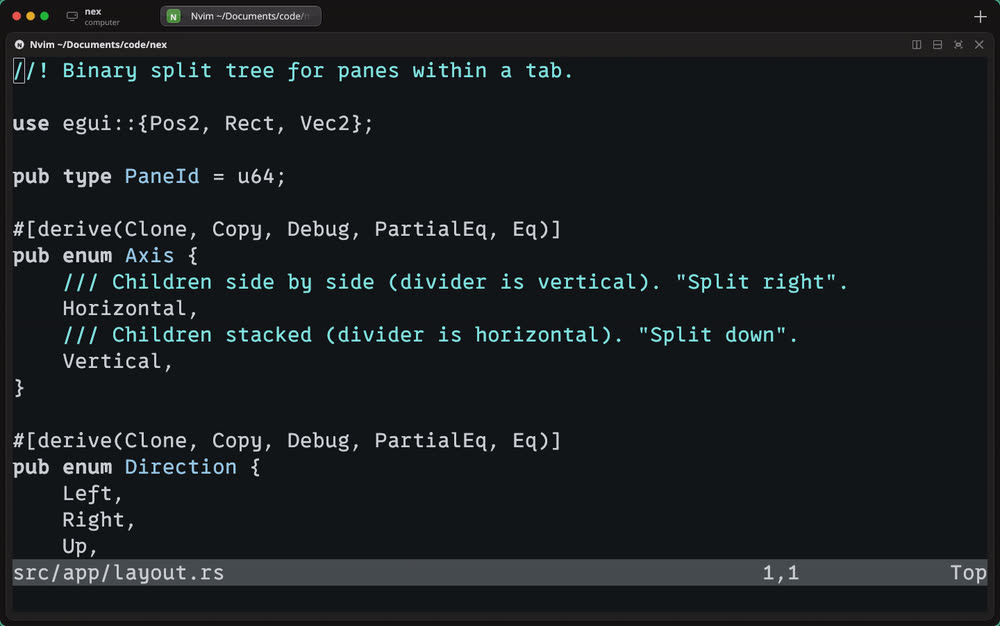 nex
computer
N Nvim ~/Documents/code/
Nvim ~/Documents/code/nex
//! Binary split tree for panes within a tab.
use egui::{Pos2, Rect, Vec2};
pub type PaneId = u64;
#[derive(Clone, Copy, Debug, PartialEq, Eq)]
pub enum Axis {
    /// Children side by side (divider is vertical). "Split right".
    Horizontal,
    /// Children stacked (divider is horizontal). "Split down".
    Vertical,
}
#[derive(Clone, Copy, Debug, PartialEq, Eq)]
pub enum Direction {
    Left,
    Right,
    Up,
src/app/layout.rs 1,1 Top